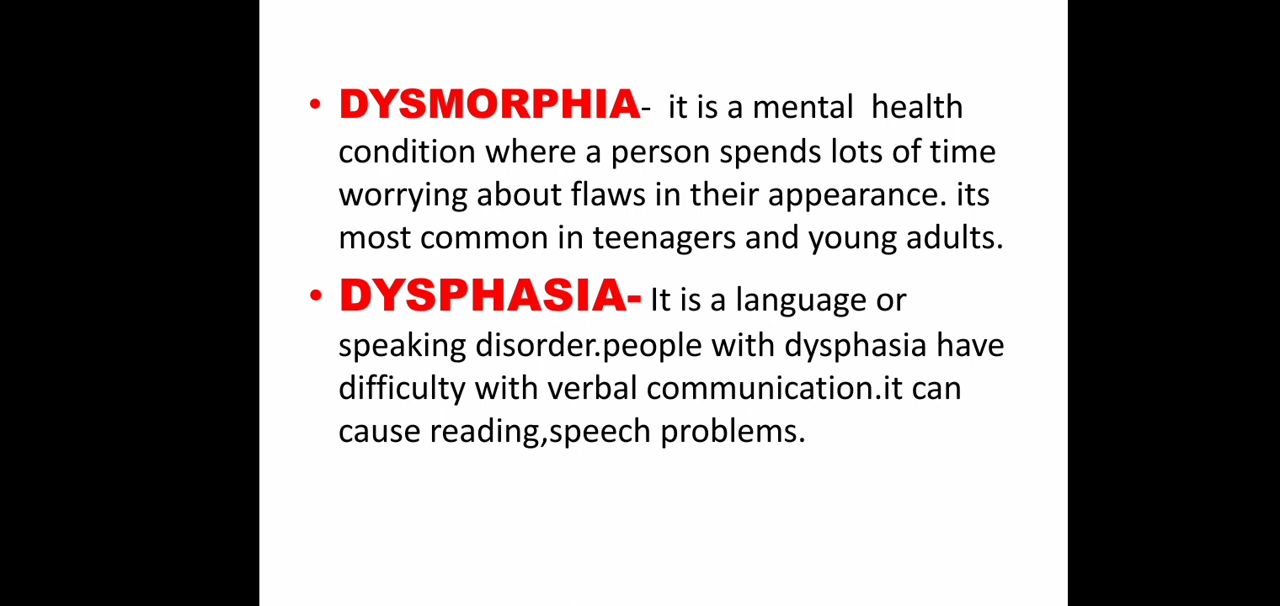 • DYSMORPHIA- it is a mental health
condition where a person spends lots of time
worrying about flaws in their appearance. its
most common in teenagers and young adults.
• DYSPHASIA- It is a language or
speaking disorder.people with dysphasia have
difficulty with verbal communication.it can
cause reading,speech problems.